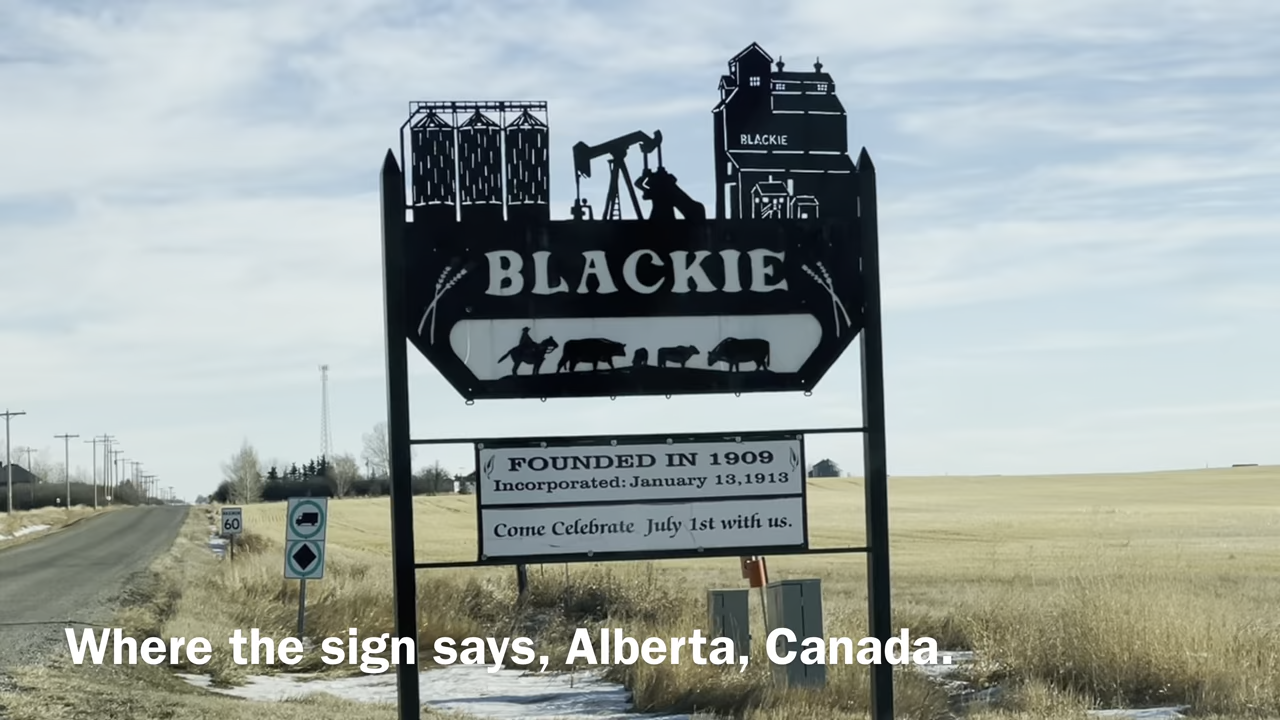 BLACKIE
BLACKIE
FOUNDED IN 1909
Incorporated: January 13,1913
Come Celebrate July 1st with us.
60
Where the sign says, Alberta, Canada.